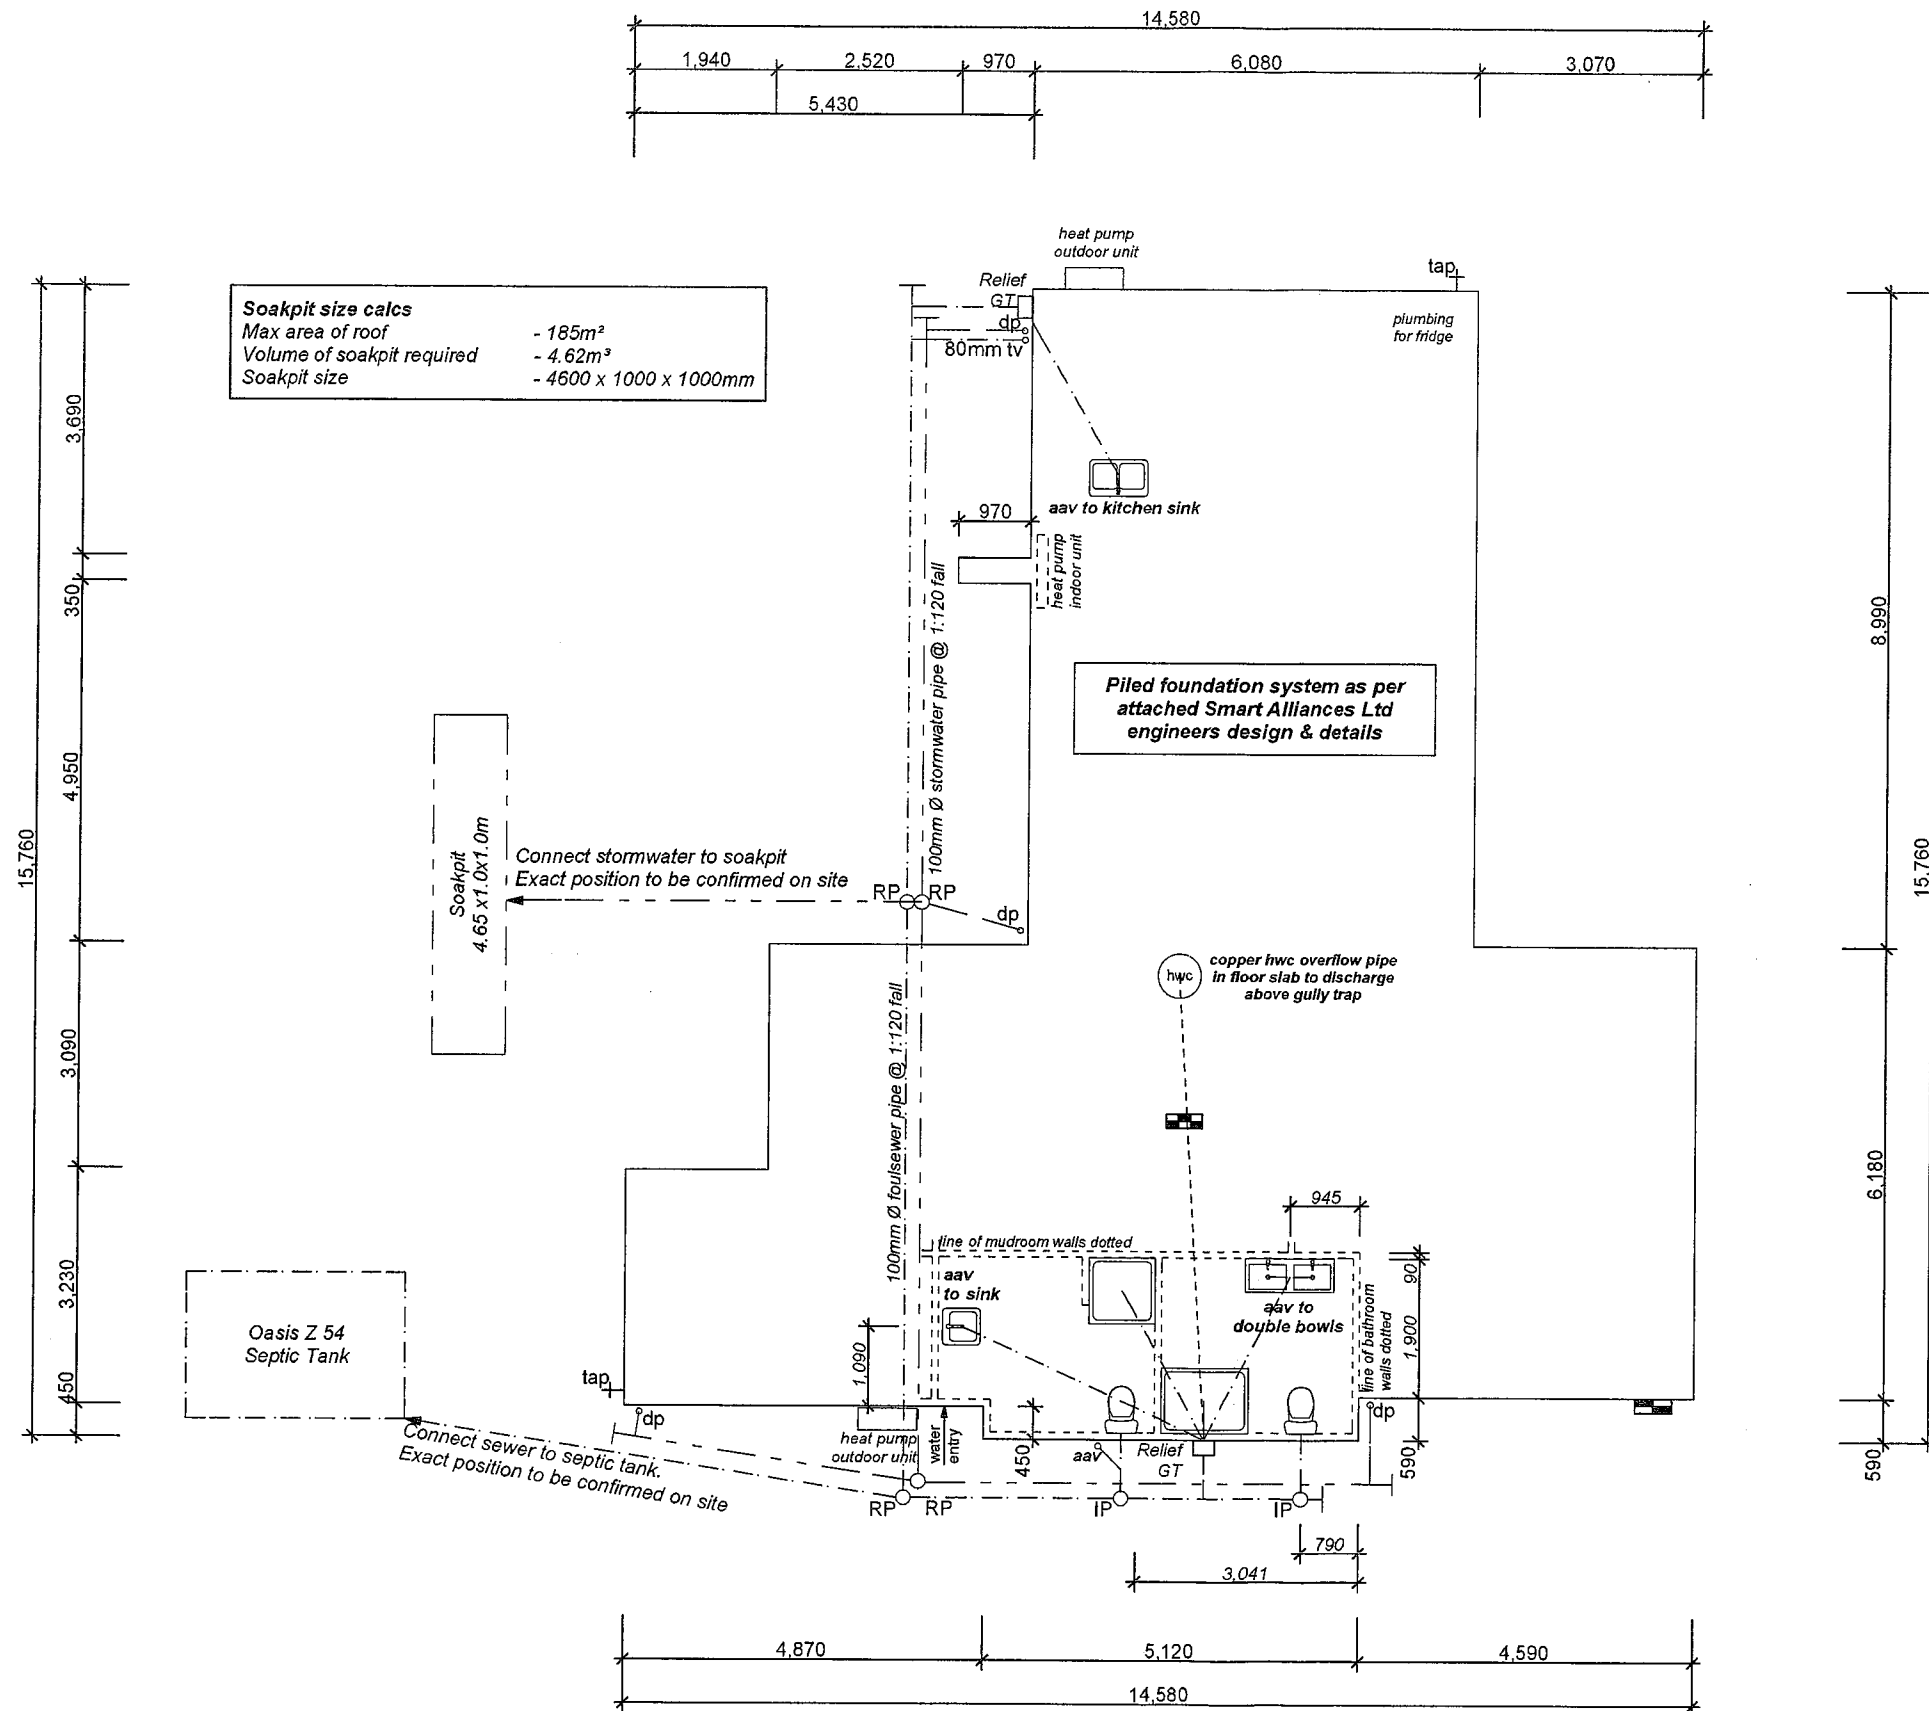 14,580
1,940
2,520
970
6,080
3,070
5,430
heat pump
outdoor unit
Relief
GT
tap
dp
80mm tv
plumbing
for fridge
Soakpit size calcs
Max area of roof - 185m²
Volume of soakpit required - 4.62m³
Soakpit size - 4600 x 1000 x 1000mm
3,690
350
4,950
3,090
3,230
450
15,760
aav to kitchen sink
970
heat pump
indoor unit
100mm Ø stormwater pipe @ 1:120 fall
Piled foundation system as per
attached Smart Alliances Ltd
engineers design & details
8,990
6,180
590
15,760
Soakpit
4.65 x1.0x1.0m
Connect stormwater to soakpit
Exact position to be confirmed on site
RP
RP
dp
hwc
copper hwc overflow pipe
in floor slab to discharge
above gully trap
100mm Ø foulsewer pipe @ 1:120 fall
945
line of mudroom walls dotted
aav
to sink
aav to
double bowls
line of bathroom
walls dotted
90
1,900
590
1,090
Oasis Z 54
Septic Tank
tap
dp
Connect sewer to septic tank.
Exact position to be confirmed on site
heat pump
outdoor unit
water
entry
450
aav
Relief
GT
dp
RP
RP
IP
IP
790
3,041
4,870
5,120
4,590
14,580